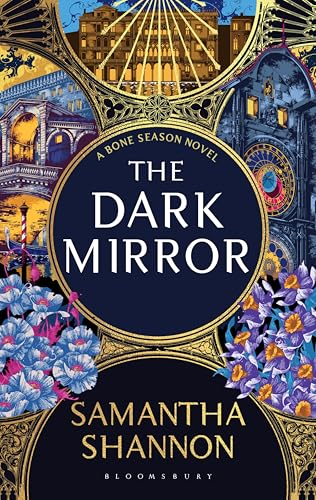 A BONE SEASON NOVEL
THE
DARK
MIRROR
SAMANTHA
SHANNON
BLOOMSBURY